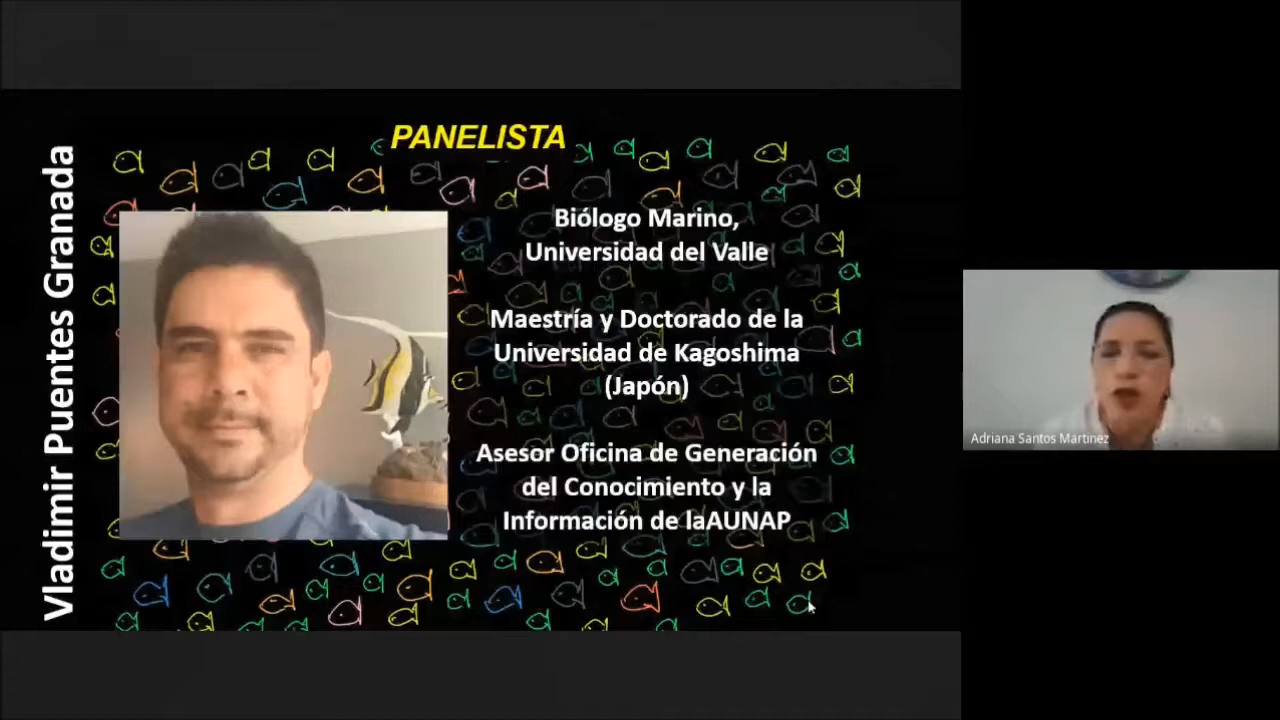 PANELISTA
Vladimir Puentes Granada
Biólogo Marino,
Universidad del Valle
Maestría y Doctorado de la
Universidad de Kagoshima
(Japón)
Asesor Oficina de Generación
del Conocimiento y la
Información de laAUNAP
Adriana Santos Martinez